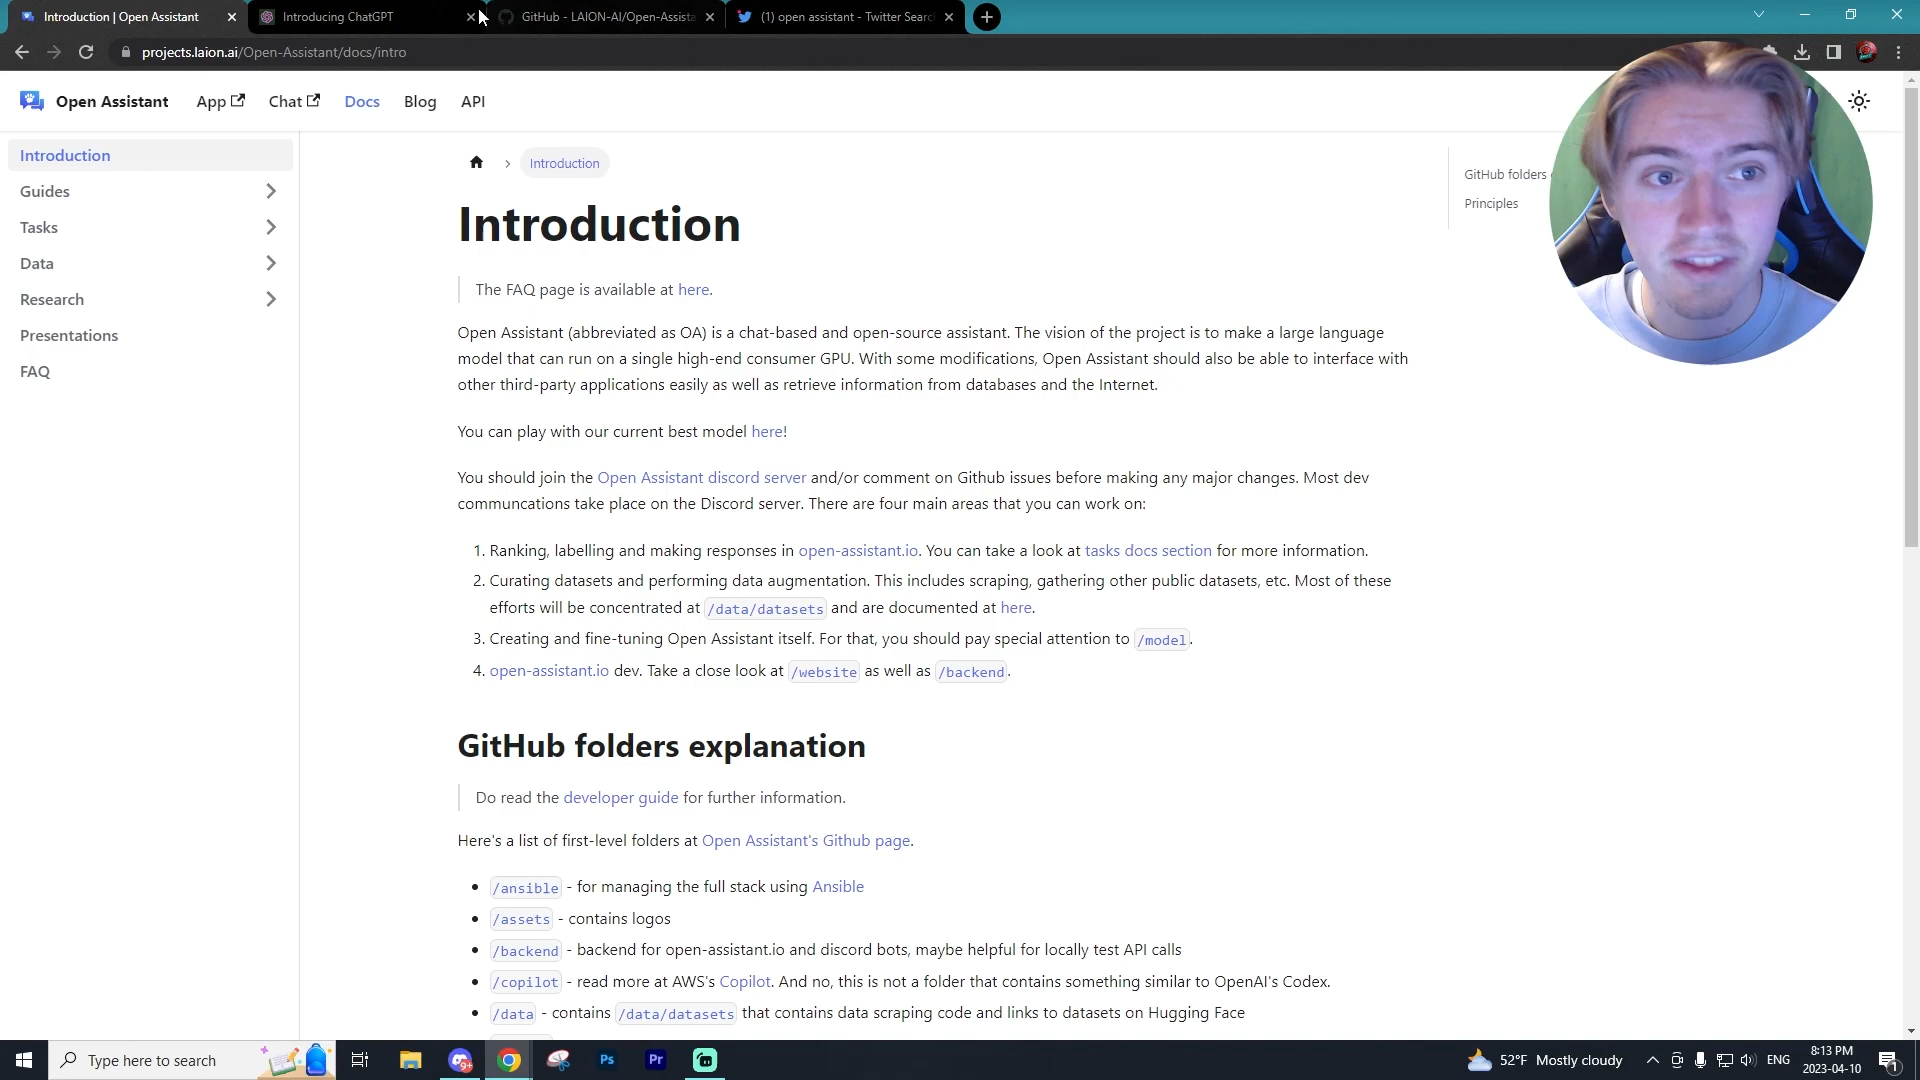 Introduction | Open Assistant
Introducing ChatGPT
GitHub - LAION-AI/Open-Assista
(1) open assistant - Twitter Searc
projects.laion.ai/Open-Assistant/docs/intro
Open Assistant App Chat Docs Blog API
Introduction
Guides
Tasks
Data
Research
Presentations
FAQ
Introduction
Introduction
The FAQ page is available at here.
Open Assistant (abbreviated as OA) is a chat-based and open-source assistant. The vision of the project is to make a large language
model that can run on a single high-end consumer GPU. With some modifications, Open Assistant should also be able to interface with
other third-party applications easily as well as retrieve information from databases and the Internet.
You can play with our current best model here!
You should join the Open Assistant discord server and/or comment on Github issues before making any major changes. Most dev
communcations take place on the Discord server. There are four main areas that you can work on:
1. Ranking, labelling and making responses in open-assistant.io. You can take a look at tasks docs section for more information.
2. Curating datasets and performing data augmentation. This includes scraping, gathering other public datasets, etc. Most of these
efforts will be concentrated at /data/datasets and are documented at here.
3. Creating and fine-tuning Open Assistant itself. For that, you should pay special attention to /model.
4. open-assistant.io dev. Take a close look at /website as well as /backend.
GitHub folders explanation
Do read the developer guide for further information.
Here's a list of first-level folders at Open Assistant's Github page.
• /ansible - for managing the full stack using Ansible
• /assets - contains logos
• /backend - backend for open-assistant.io and discord bots, maybe helpful for locally test API calls
• /copilot - read more at AWS's Copilot. And no, this is not a folder that contains something similar to OpenAI's Codex.
• /data - contains /data/datasets that contains data scraping code and links to datasets on Hugging Face
GitHub folders
Principles
Type here to search
9+
Ps
Pr
52°F Mostly cloudy
ENG
8:13 PM
2023-04-10
1